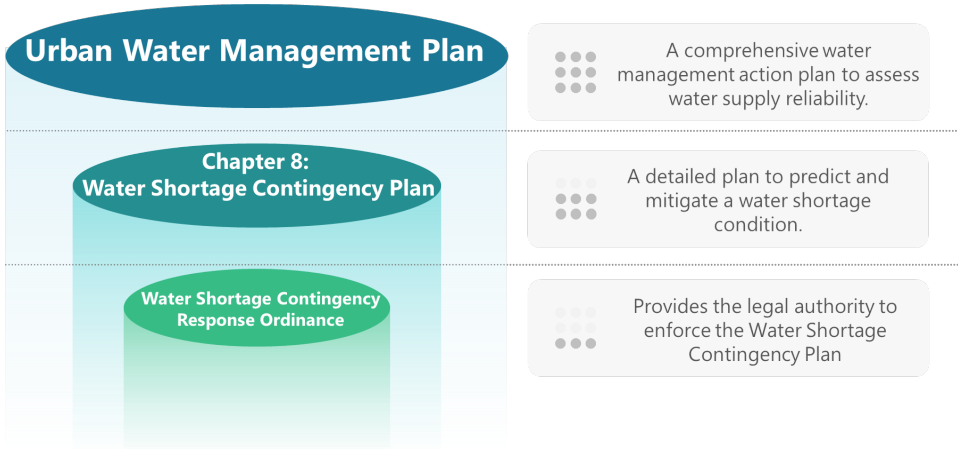 Urban Water Management Plan
A comprehensive water
management action plan to assess
water supply reliability.
Chapter 8:
Water Shortage Contingency Plan
A detailed plan to predict and
mitigate a water shortage
condition.
Water Shortage Contingency
Response Ordinance
Provides the legal authority to
enforce the Water Shortage
Contingency Plan